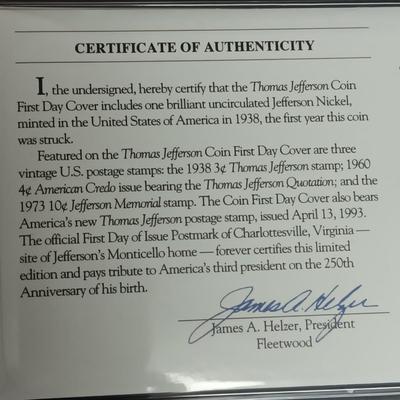 CERTIFICATE OF AUTHENTICITY
I, the undersigned, hereby certify that the Thomas Jefferson Coin
First Day Cover includes one brilliant uncirculated Jefferson Nickel,
minted in the United States of America in 1938, the first year this coin
was struck.
Featured on the Thomas Jefferson Coin First Day Cover are three
vintage U.S. postage stamps: the 1938 3¢ Thomas Jefferson stamp; 1960
4¢ American Credo issue bearing the Thomas Jefferson Quotation; and the
1973 10¢ Jefferson Memorial stamp. The Coin First Day Cover also bears
America's new Thomas Jefferson postage stamp, issued April 13, 1993.
The official First Day of Issue Postmark of Charlottesville, Virginia —
site of Jefferson's Monticello home — forever certifies this limited
edition and pays tribute to America's third president on the 250th
Anniversary of his birth.
James A. Helzer
James A. Helzer, President
Fleetwood